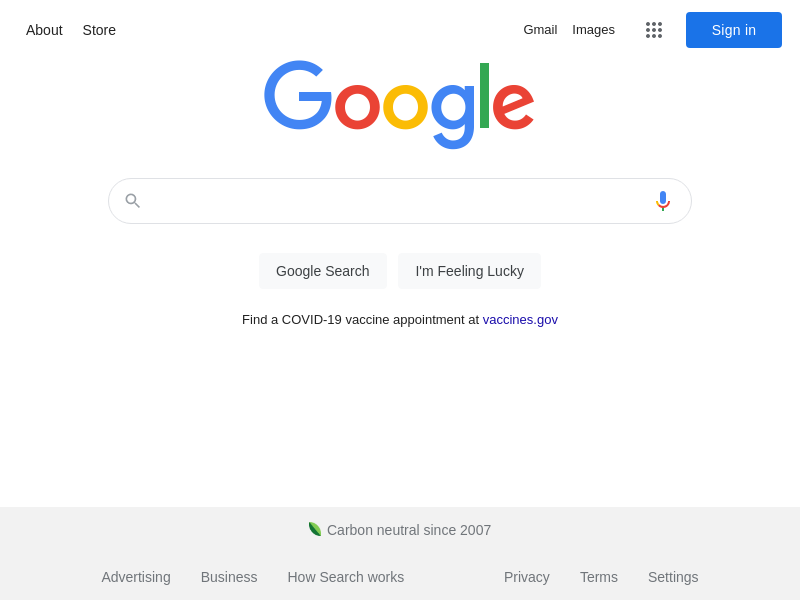 About Store Gmail Images Sign in
Google
Google Search I'm Feeling Lucky
Find a COVID-19 vaccine appointment at vaccines.gov
Carbon neutral since 2007
Advertising Business How Search works Privacy Terms Settings